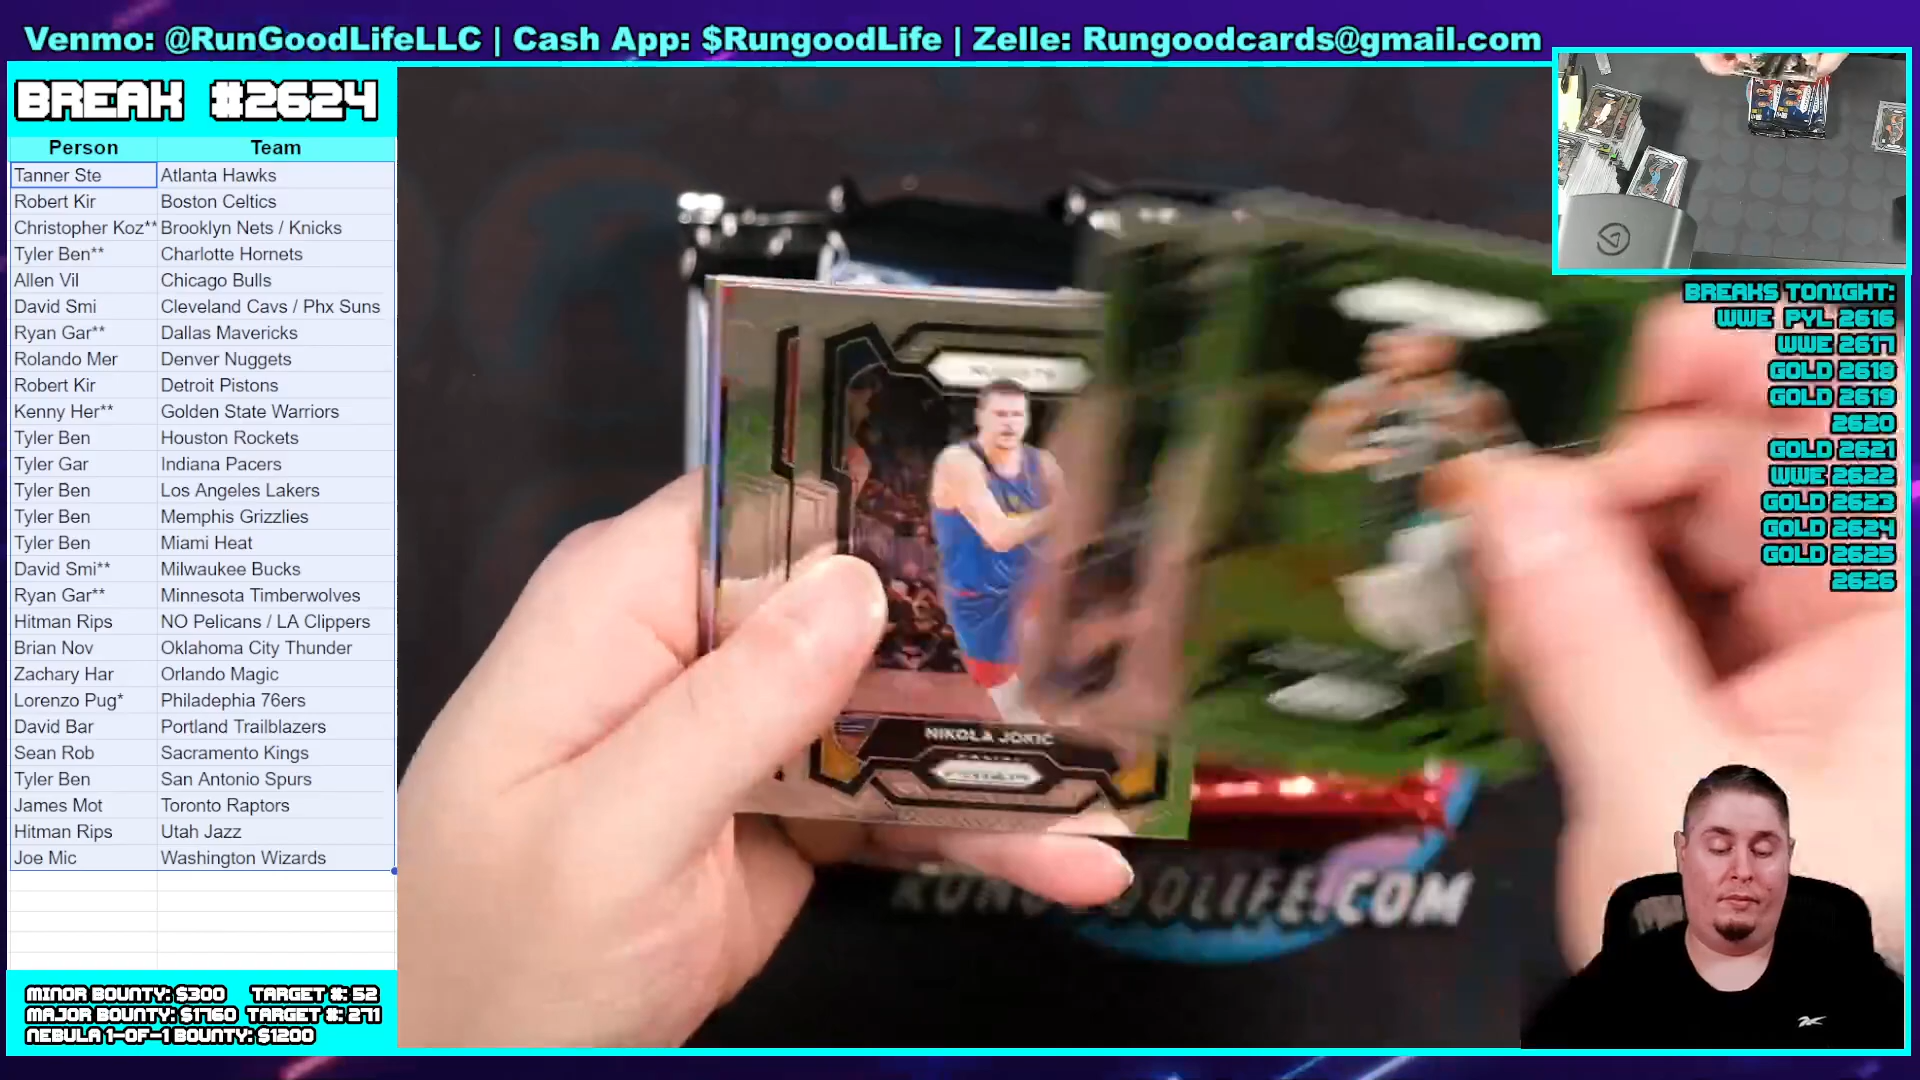 Venmo: @RunGoodLifeLLC | Cash App: $RungoodLife | Zelle: Rungoodcards@gmail.com
BREAK #2624
Person Team
Tanner Ste Atlanta Hawks
Robert Kir Boston Celtics
Christopher Koz** Brooklyn Nets / Knicks
Tyler Ben** Charlotte Hornets
Allen Vil Chicago Bulls
David Smi Cleveland Cavs / Phx Suns
Ryan Gar** Dallas Mavericks
Rolando Mer Denver Nuggets
Robert Kir Detroit Pistons
Kenny Her** Golden State Warriors
Tyler Ben Houston Rockets
Tyler Gar Indiana Pacers
Tyler Ben Los Angeles Lakers
Tyler Ben Memphis Grizzlies
Tyler Ben Miami Heat
David Smi** Milwaukee Bucks
Ryan Gar** Minnesota Timberwolves
Hitman Rips NO Pelicans / LA Clippers
Brian Nov Oklahoma City Thunder
Zachary Har Orlando Magic
Lorenzo Pug* Philadephia 76ers
David Bar Portland Trailblazers
Sean Rob Sacramento Kings
Tyler Ben San Antonio Spurs
James Mot Toronto Raptors
Hitman Rips Utah Jazz
Joe Mic Washington Wizards
MINOR BOUNTY: $300 TARGET #: 52
MAJOR BOUNTY: $1760 TARGET #: 271
NEBULA 1-OF-1 BOUNTY: $1200
NIKOLA JOKIC
RUNGOODLIFE.COM
BREAKS TONIGHT:
WWE PYL 2616
WWE 2617
GOLD 2618
GOLD 2619
2620
GOLD 2621
WWE 2622
GOLD 2623
GOLD 2624
GOLD 2625
2626